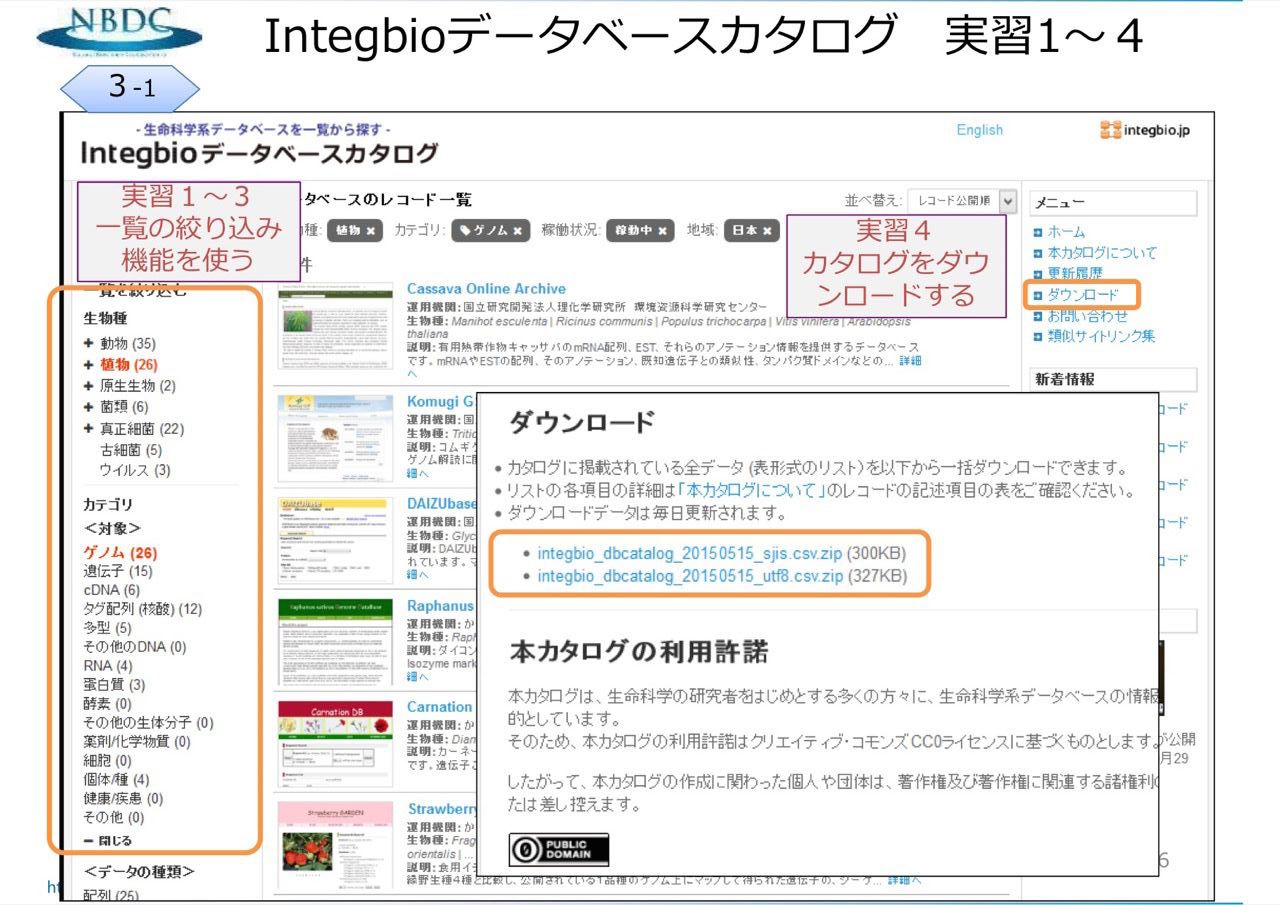 NBDC
Integbioデータベースカタログ　実習1～４
３-1
- 生命科学系データベースを一覧から探す -
Integbioデータベースカタログ
English
integbio.jp
実習１～３
一覧の絞り込み
機能を使う
タベースのレコード一覧
並べ替え: レコード公開順
種: 植物 × カテゴリ: ゲノム × 稼働状況: 稼動中 × 地域: 日本 ×
件
実習４
カタログをダウ
ンロードする
メニュー
ホーム
本カタログについて
更新履歴
ダウンロード
お問い合わせ
類似サイトリンク集
新着情報
一覧を絞り込む
生物種
+ 動物 (35)
+ 植物 (26)
+ 原生生物 (2)
+ 菌類 (6)
+ 真正細菌 (22)
古細菌 (5)
ウイルス (3)
カテゴリ
＜対象＞
ゲノム (26)
遺伝子 (15)
cDNA (6)
タグ配列 (核酸) (12)
多型 (5)
その他のDNA (0)
RNA (4)
蛋白質 (3)
酵素 (0)
その他の生体分子 (0)
薬剤/化学物質 (0)
細胞 (0)
個体/種 (4)
健康/疾患 (0)
その他 (0)
閉じる
＜データの種類＞
配列 (25)
Cassava Online Archive
運用機関: 国立研究開発法人理化学研究所 環境資源科学研究センター
生物種: Manihot esculenta | Ricinus communis | Populus trichocarpa | Vitis vinifera | Arabidopsis
thaliana
説明: 有用熱帯作物キャッサバのmRNA配列、EST、それらのアノテーション情報を提供するデータベース
です。mRNAやESTの配列、そのアノテーション、既知遺伝子との類似性、タンパク質ドメインなどの... 詳細
へ
Komugi G
運用機関: 国
生物種: Tritic
説明: コムギ
ゲノム解読に
細へ
DAIZUbase
運用機関: 国
生物種: Glyc
説明: DAIZU
れています。
細へ
Raphanus sativus Genome DataBase
Raphanus
運用機関: か
生物種: Raph
説明: ダイコン
Isozyme mark
細へ
Carnation DB
Carnation
運用機関: か
生物種: Dian
説明: カーネ
です。遺伝子
Strawberry GARDEN
Strawberry
運用機関: か
生物種: Frag
orientalis | ...
説明: 食用イ
緑野生種4種と比較し、公開されている1品種のゲノム上にマップして得られた遺伝子の、シーケ... 詳細へ
ダウンロード
• カタログに掲載されている全データ (表形式のリスト)を以下から一括ダウンロードできます。
• リストの各項目の詳細は「本カタログについて」のレコードの記述項目の表をご確認ください。
• ダウンロードデータは毎日更新されます。
• integbio_dbcatalog_20150515_sjis.csv.zip (300KB)
• integbio_dbcatalog_20150515_utf8.csv.zip (327KB)
本カタログの利用許諾
本カタログは、生命科学の研究者をはじめとする多くの方々に、生命科学系データベースの情報
的としています。
そのため、本カタログの利用許諾はクリエイティブ・コモンズCC0ライセンスに基づくものとします。
したがって、本カタログの作成に関わった個人や団体は、著作権及び著作権に関連する諸権利の
たは差し控えます。
PUBLIC
DOMAIN
ード
ード
ード
ード
ード
公開
月29
6
ht